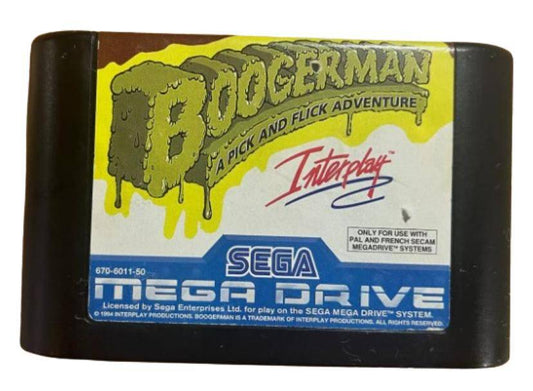 BOOGERMAN
A PICK AND FLICK ADVENTURE
Interplay™
ONLY FOR USE WITH
PAL AND FRENCH SECAM
MEGADRIVE™ SYSTEMS
SEGA
670-6011-50
MEGA DRIVE
Licensed by Sega Enterprises Ltd. for play on the SEGA MEGA DRIVE™ SYSTEM.
© 1994 INTERPLAY PRODUCTIONS. BOOGERMAN IS A TRADEMARK OF INTERPLAY PRODUCTIONS. ALL RIGHTS RESERVED.